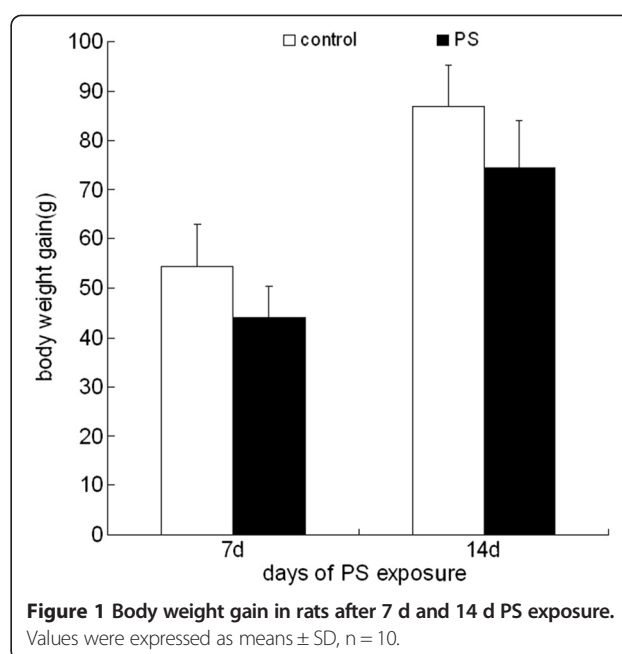 control PS
100
90
80
70
60
50
40
30
20
10
0
body weight gain(g)
7d 14d
days of PS exposure
Figure 1 Body weight gain in rats after 7 d and 14 d PS exposure.
Values were expressed as means ± SD, n = 10.